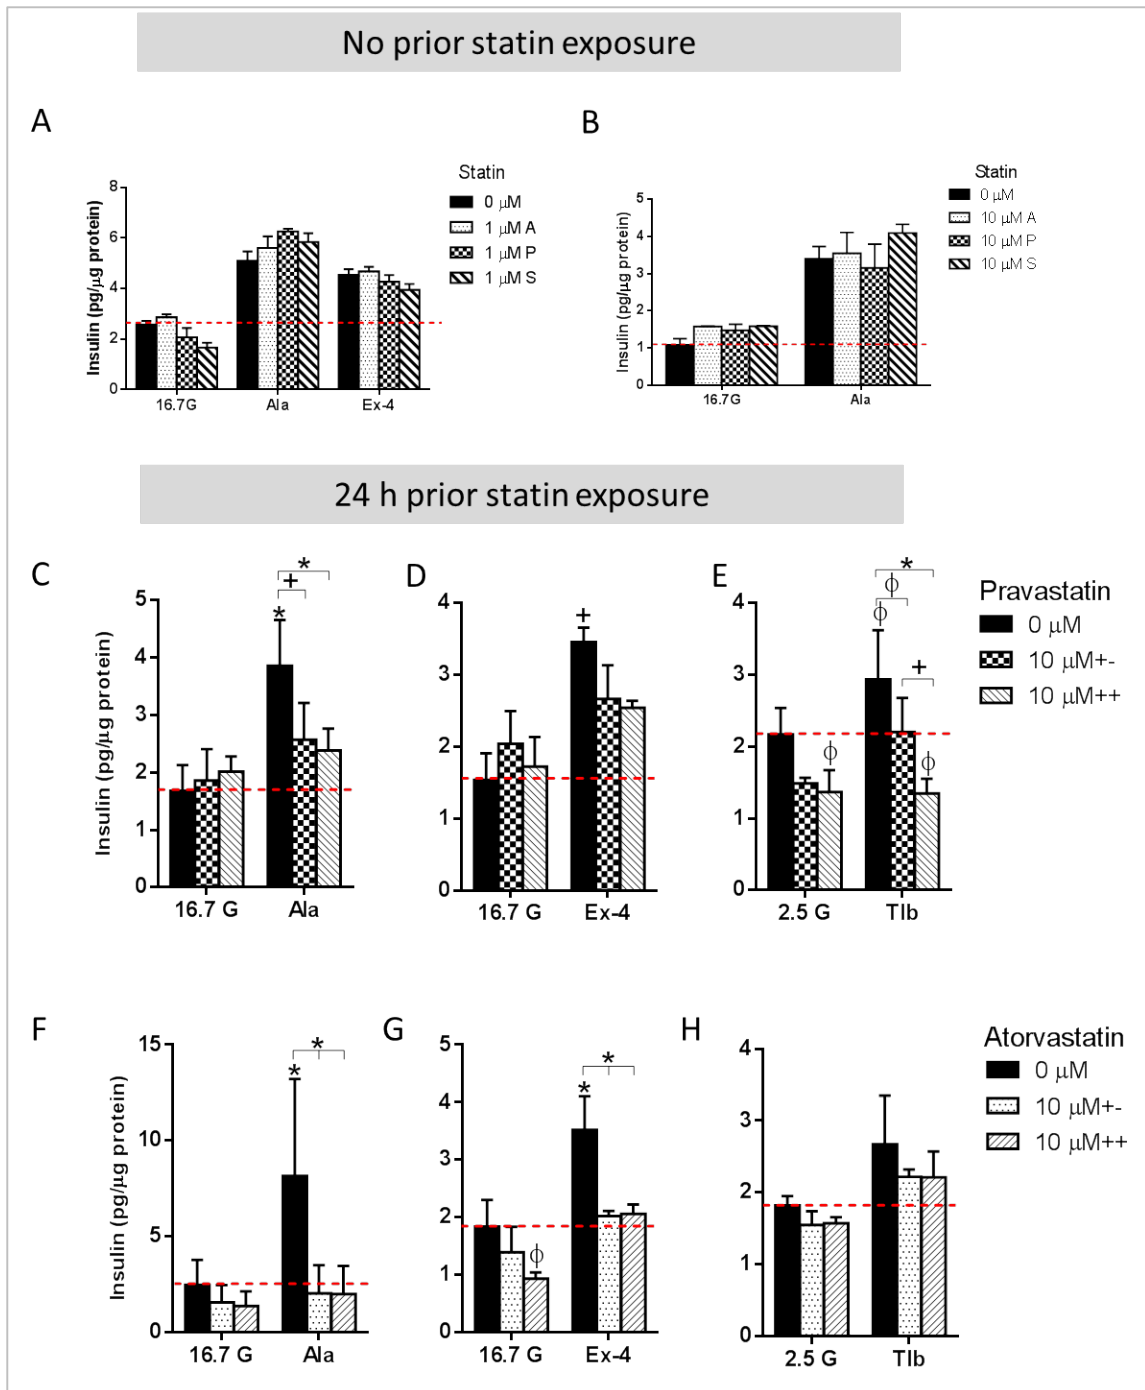 No prior statin exposure
A
B
Statin
0 μM
1 μM A
1 μM P
1 μM S
Insulin (pg/μg protein)
8
6
4
2
0
16.7G
Ala
Ex-4
Statin
0 μM
10 μM A
10 μM P
10 μM S
Insulin (pg/μg protein)
5
4
3
2
1
0
16.7G
Ala
24 h prior statin exposure
C
D
E
*
+
*
Insulin (pg/μg protein)
5
4
3
2
1
0
16.7 G
Ala
+
4
3
2
1
0
16.7 G
Ex-4
*
ϕ
ϕ
+
ϕ
ϕ
4
3
2
1
0
2.5 G
Tlb
Pravastatin
0 μM
10 μM+-
10 μM++
F
G
H
*
*
Insulin (pg/μg protein)
15
10
5
0
16.7 G
Ala
*
*
ϕ
5
4
3
2
1
0
16.7 G
Ex-4
4
3
2
1
0
2.5 G
Tlb
Atorvastatin
0 μM
10 μM+-
10 μM++